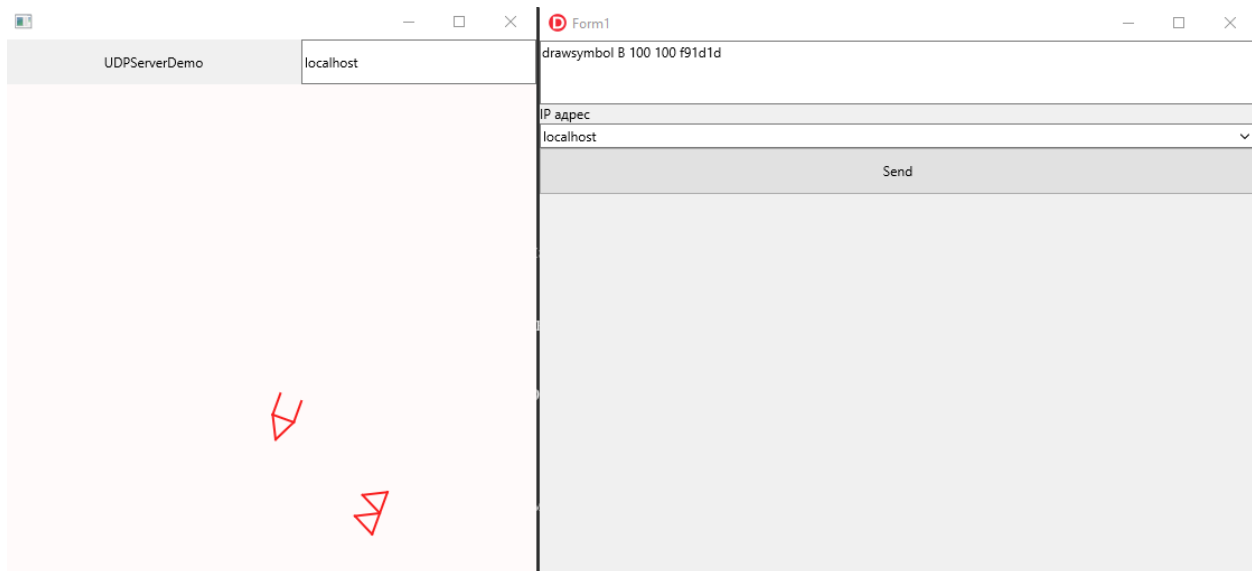 UDPServerDemo
localhost
Form1
drawsymbol B 100 100 f91d1d
IP адрес
localhost
Send